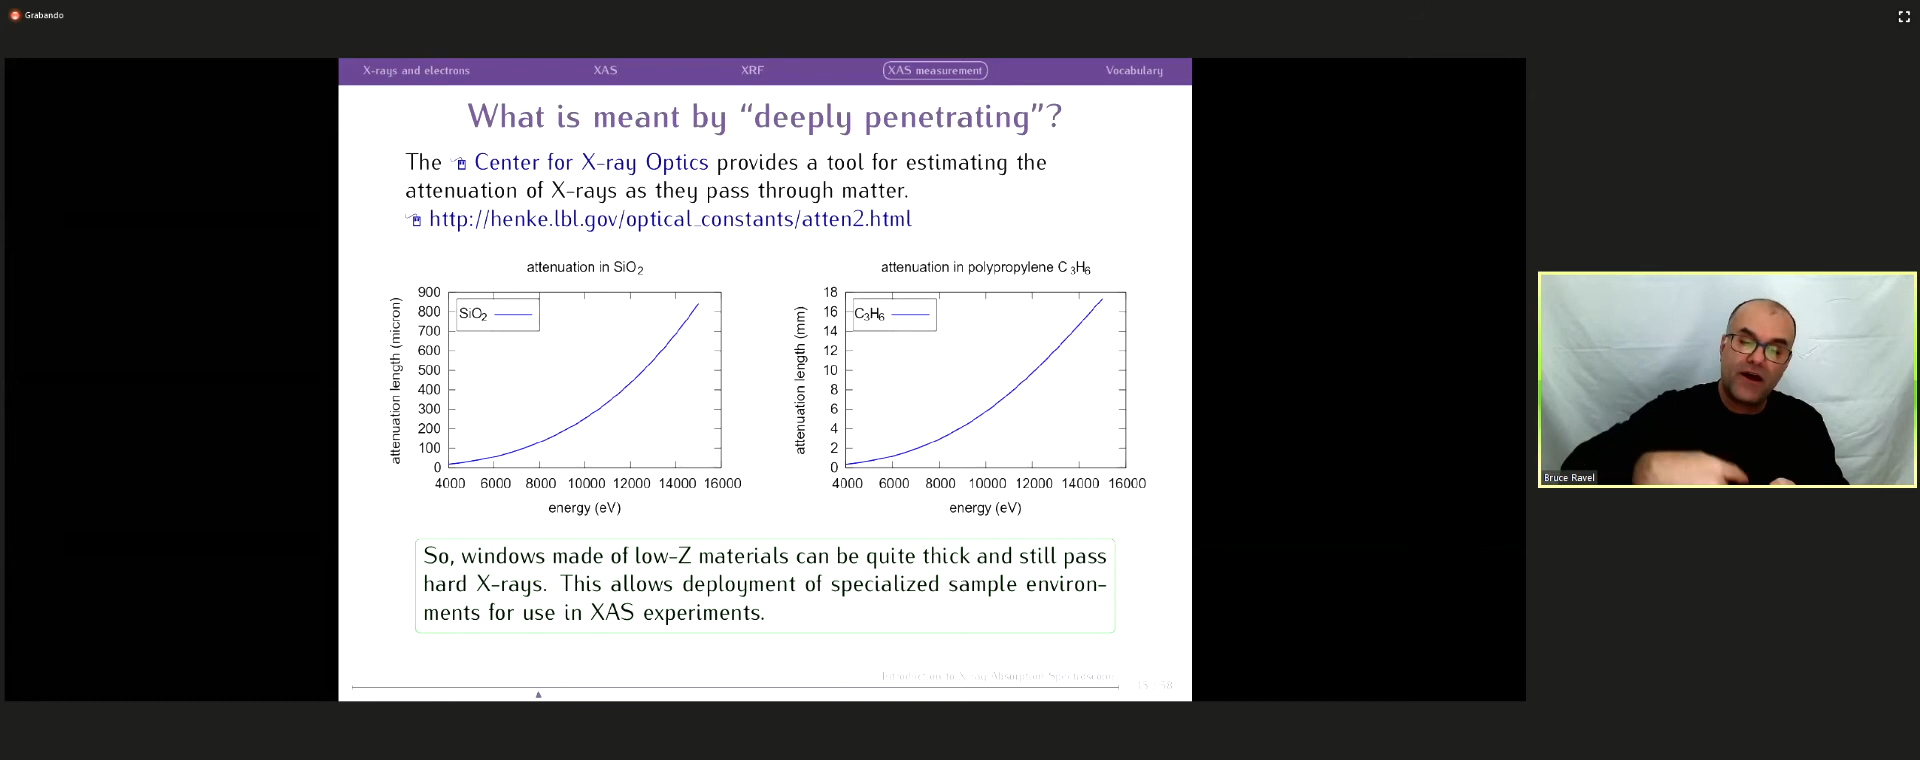 Grabando
X-rays and electrons XAS XRF XAS measurement Vocabulary
What is meant by “deeply penetrating”?
The Center for X-ray Optics provides a tool for estimating the
attenuation of X-rays as they pass through matter.
http://henke.lbl.gov/optical_constants/atten2.html
attenuation in SiO2
900
800
700
600
500
400
300
200
100
0
attenuation length (micron)
SiO2
4000 6000 8000 10000 12000 14000 16000
energy (eV)
attenuation in polypropylene C3H6
18
16
14
12
10
8
6
4
2
0
attenuation length (mm)
C3H6
4000 6000 8000 10000 12000 14000 16000
energy (eV)
So, windows made of low-Z materials can be quite thick and still pass
hard X-rays. This allows deployment of specialized sample environ-
ments for use in XAS experiments.
Introduction to X-ray Absorption Spectroscopy
Bruce Ravel